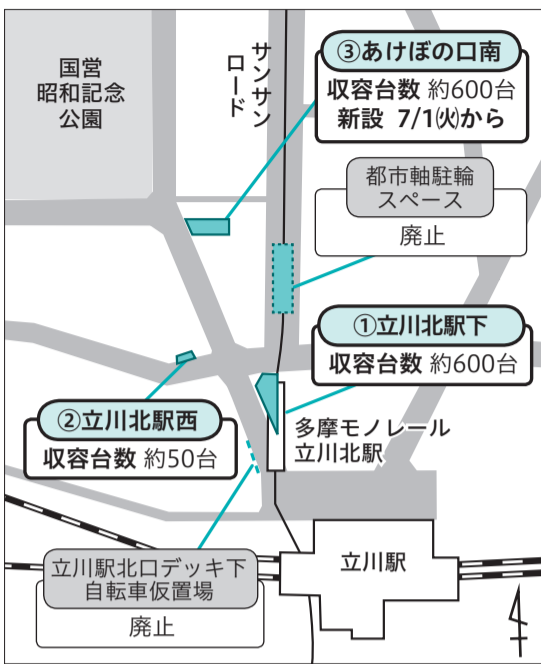 国営
昭和記念
公園
サンサン
ロード
③あけぼの口南
収容台数 約600台
新設 7/1㈫から
都市軸駐輪
スペース
廃止
①立川北駅下
収容台数 約600台
②立川北駅西
収容台数 約50台
多摩モノレール
立川北駅
立川駅北口デッキ下
自転車仮置場
廃止
立川駅